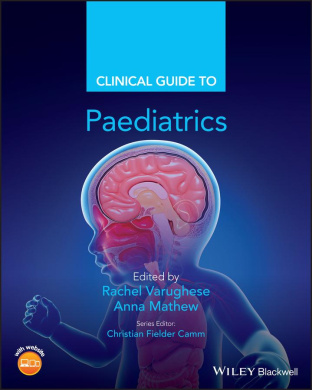 CLINICAL GUIDE TO
Paediatrics
Edited by
Rachel Varughese
Anna Mathew
Series Editor:
Christian Fielder Camm
with website
WILEY Blackwell